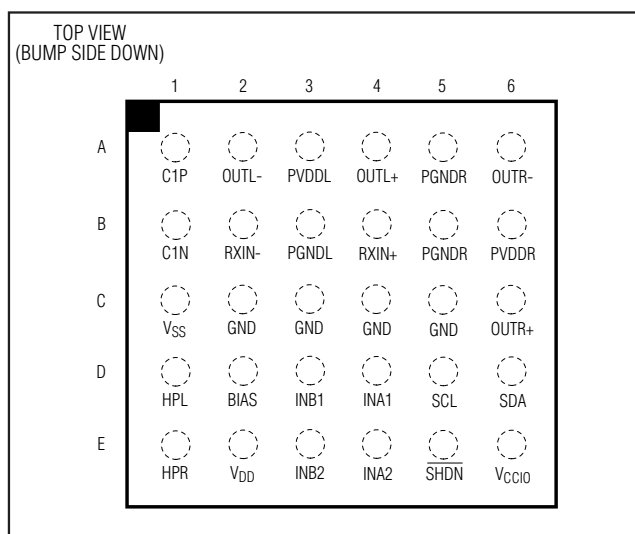 TOP VIEW
(BUMP SIDE DOWN)
1 2 3 4 5 6
A
C1P OUTL- PVDDL OUTL+ PGNDR OUTR-
B
C1N RXIN- PGNDL RXIN+ PGNDR PVDDR
C
VSS GND GND GND GND OUTR+
D
HPL BIAS INB1 INA1 SCL SDA
E
HPR VDD INB2 INA2 SHDN VCCIO